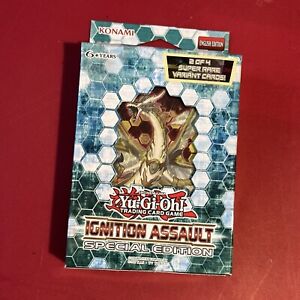 KONAMI
ENGLISH EDITION
6+ YEARS
2 OF 4
SUPER RARE
VARIANT CARDS!
Yu-Gi-Oh!
TRADING CARD GAME
IGNITION ASSAULT
SPECIAL EDITION